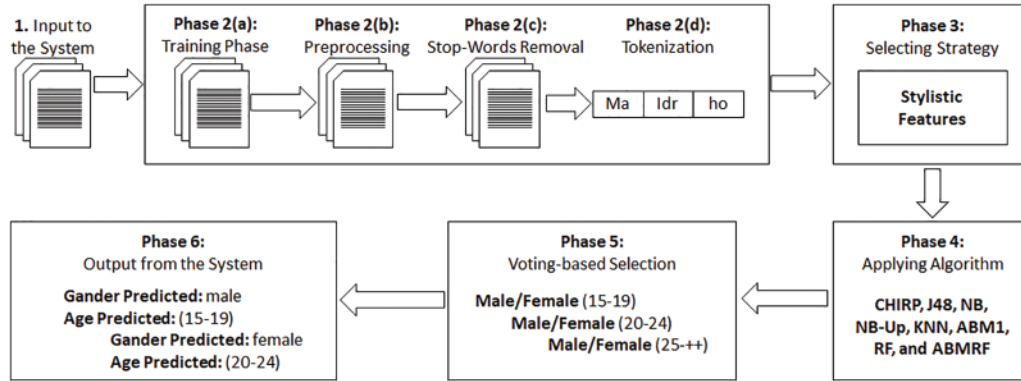 1. Input to
the System
Phase 2(a):
Training Phase
Phase 2(b):
Preprocessing
Phase 2(c):
Stop-Words Removal
Phase 2(d):
Tokenization
Ma Idr ho
Phase 3:
Selecting Strategy
Stylistic
Features
Phase 4:
Applying Algorithm
CHIRP, J48, NB,
NB-Up, KNN, ABM1,
RF, and ABMRF
Phase 5:
Voting-based Selection
Male/Female (15-19)
Male/Female (20-24)
Male/Female (25-++)
Phase 6:
Output from the System
Gander Predicted: male
Age Predicted: (15-19)
Gander Predicted: female
Age Predicted: (20-24)